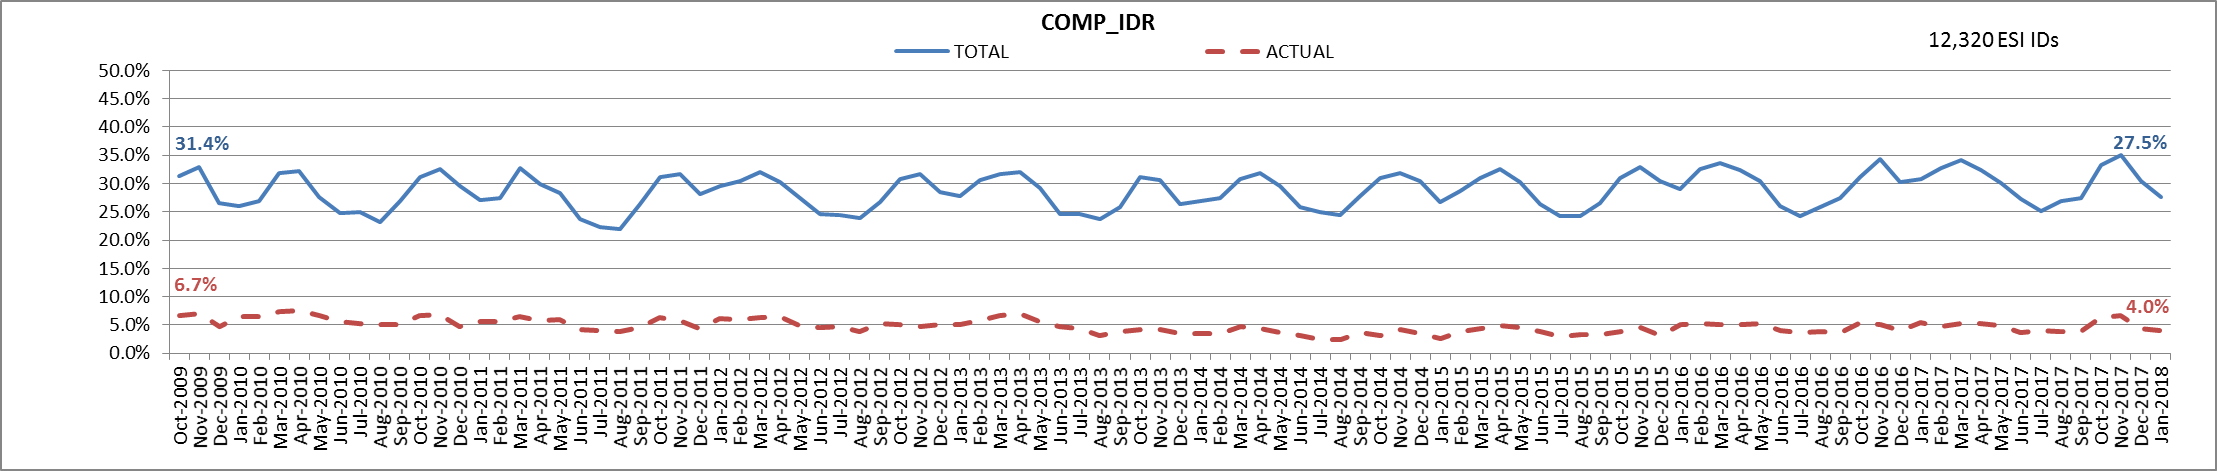 COMP_IDR
TOTAL
ACTUAL
12,320 ESI IDs
50.0%
45.0%
40.0%
35.0%
30.0%
25.0%
20.0%
15.0%
10.0%
5.0%
0.0%
31.4%
27.5%
6.7%
4.0%
Oct-2009
Nov-2009
Dec-2009
Jan-2010
Feb-2010
Mar-2010
Apr-2010
May-2010
Jun-2010
Jul-2010
Aug-2010
Sep-2010
Oct-2010
Nov-2010
Dec-2010
Jan-2011
Feb-2011
Mar-2011
Apr-2011
May-2011
Jun-2011
Jul-2011
Aug-2011
Sep-2011
Oct-2011
Nov-2011
Dec-2011
Jan-2012
Feb-2012
Mar-2012
Apr-2012
May-2012
Jun-2012
Jul-2012
Aug-2012
Sep-2012
Oct-2012
Nov-2012
Dec-2012
Jan-2013
Feb-2013
Mar-2013
Apr-2013
May-2013
Jun-2013
Jul-2013
Aug-2013
Sep-2013
Oct-2013
Nov-2013
Dec-2013
Jan-2014
Feb-2014
Mar-2014
Apr-2014
May-2014
Jun-2014
Jul-2014
Aug-2014
Sep-2014
Oct-2014
Nov-2014
Dec-2014
Jan-2015
Feb-2015
Mar-2015
Apr-2015
May-2015
Jun-2015
Jul-2015
Aug-2015
Sep-2015
Oct-2015
Nov-2015
Dec-2015
Jan-2016
Feb-2016
Mar-2016
Apr-2016
May-2016
Jun-2016
Jul-2016
Aug-2016
Sep-2016
Oct-2016
Nov-2016
Dec-2016
Jan-2017
Feb-2017
Mar-2017
Apr-2017
May-2017
Jun-2017
Jul-2017
Aug-2017
Sep-2017
Oct-2017
Nov-2017
Dec-2017
Jan-2018